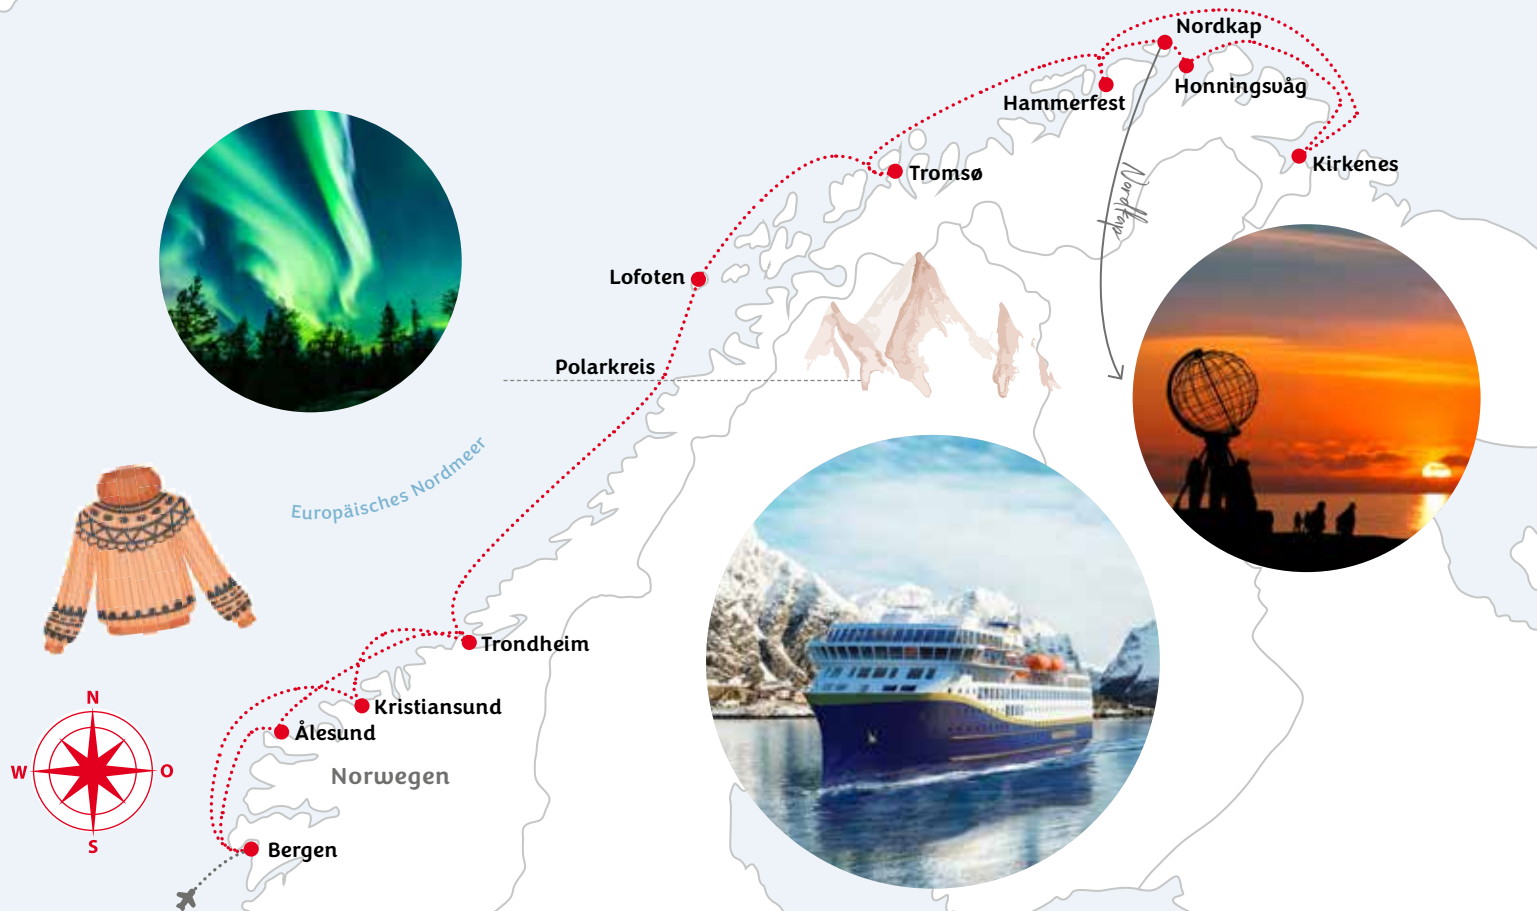 Nordkap
Honningsvåg
Hammerfest
Kirkenes
Tromsø
Nordkap
Lofoten
Polarkreis
Europäisches Nordmeer
Trondheim
Kristiansund
Ålesund
Norwegen
Bergen
N
W
O
S